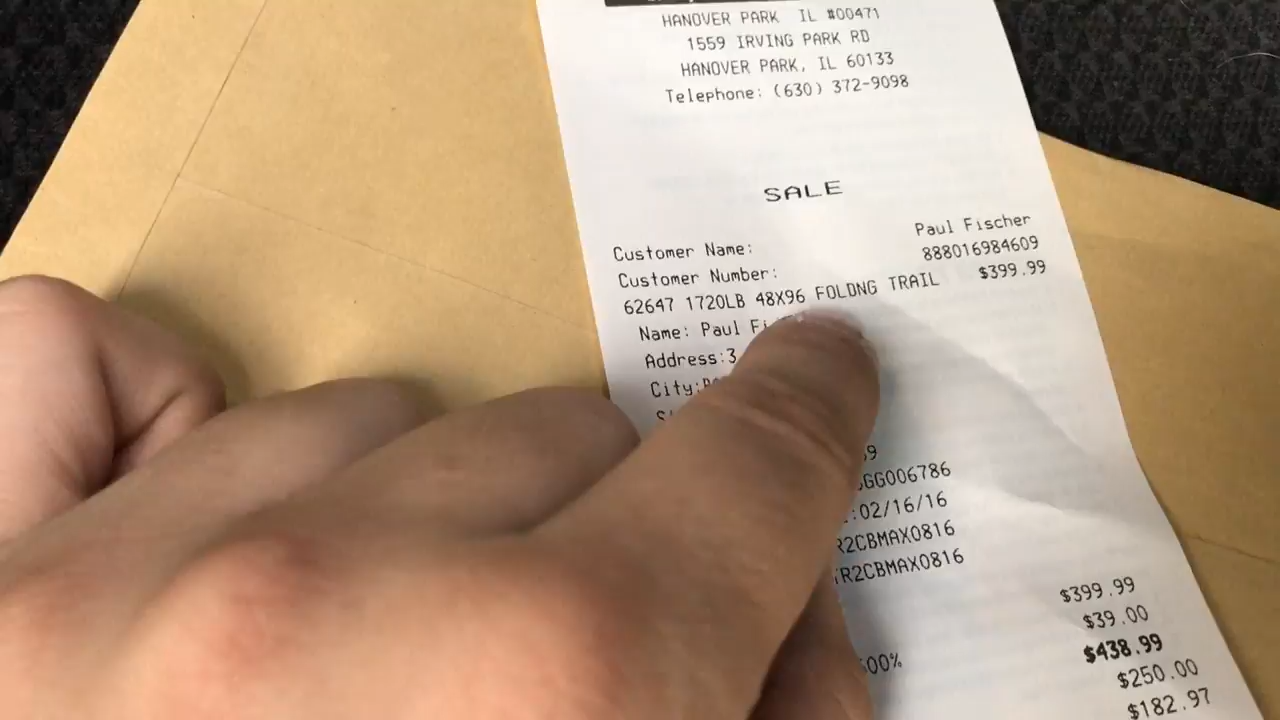 HANOVER PARK IL #00471
1559 IRVING PARK RD
HANOVER PARK, IL 60133
Telephone: (630) 372-9098
SALE
Customer Name: Paul Fischer
Customer Number: 888016984609
62647 1720LB 48X96 FOLDNG TRAIL $399.99
Name: Paul
Address:3
City:
GG006786
:02/16/16
R2CBMAX0816
R2CBMAX0816
$399.99
$39.00
$438.99
00% $250.00
$182.97